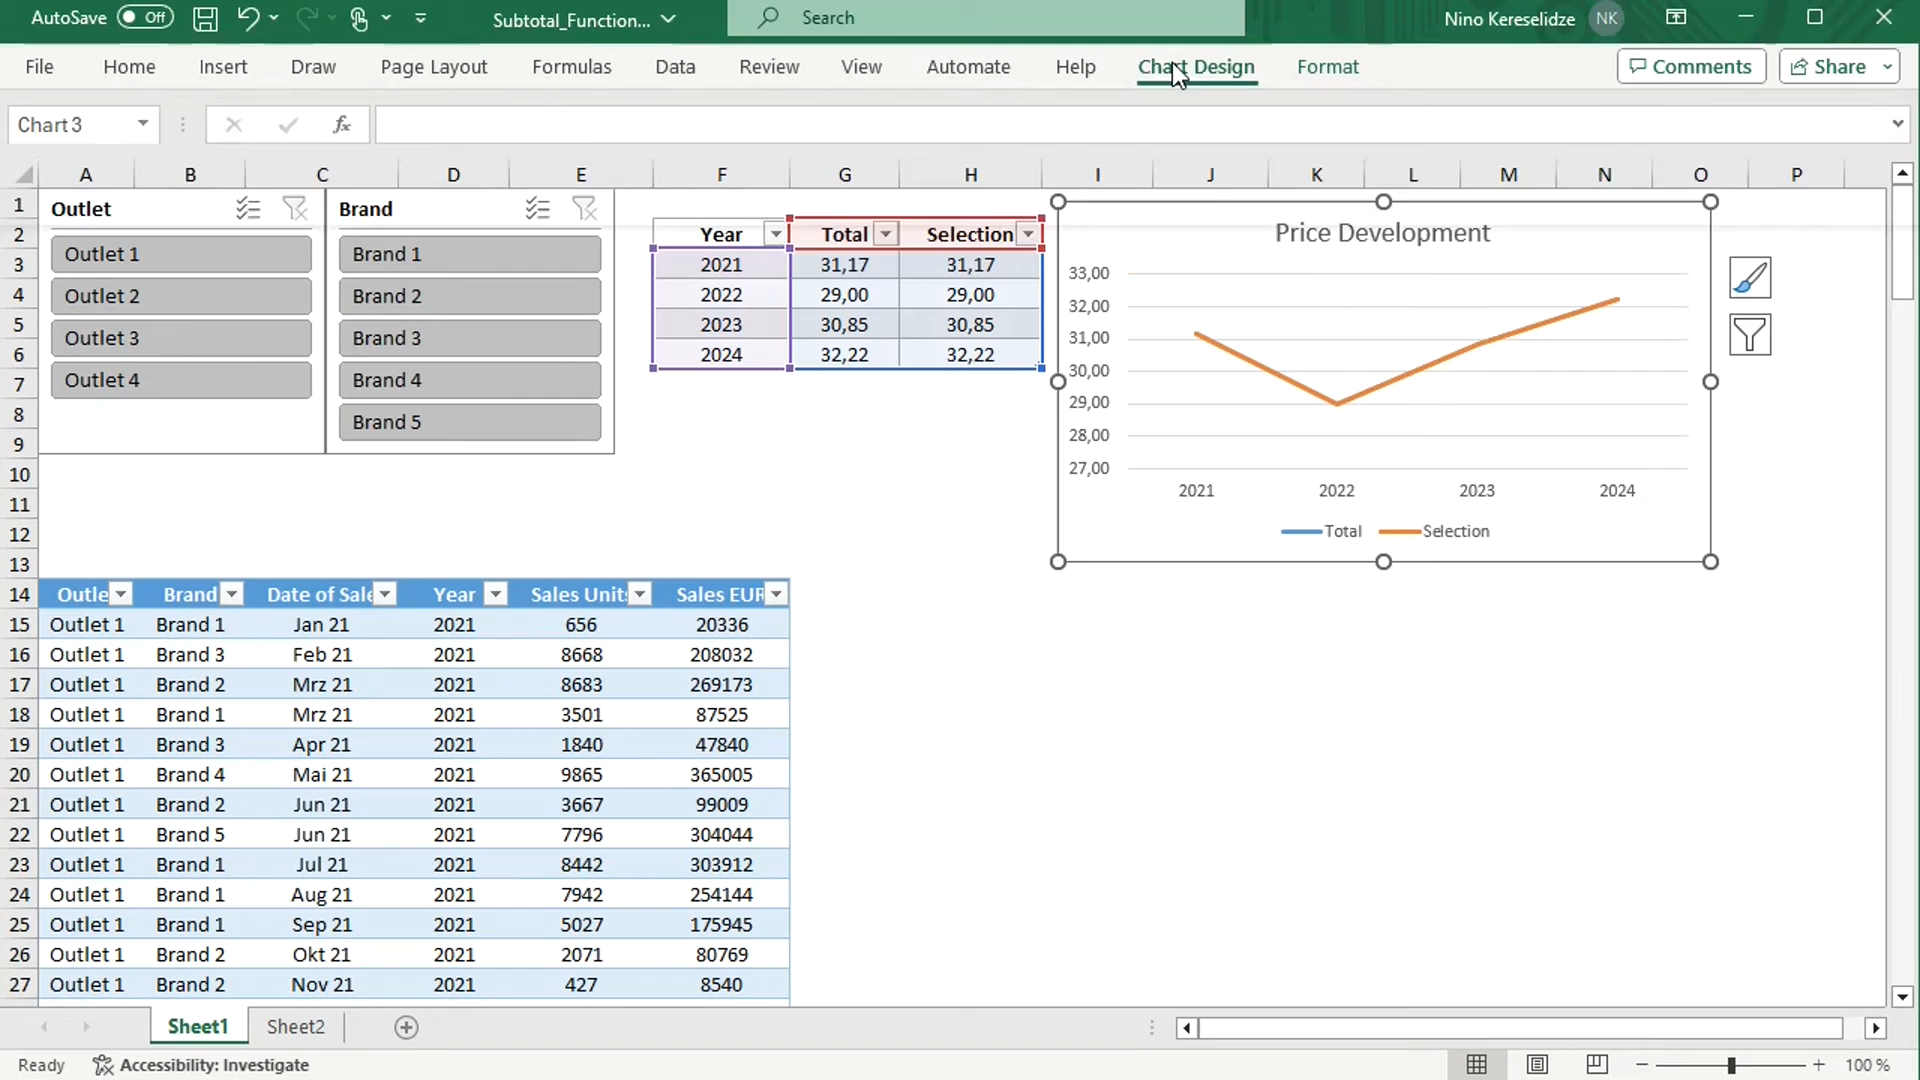 AutoSave Off Subtotal_Function... Search Nino Kereselidze NK
File Home Insert Draw Page Layout Formulas Data Review View Automate Help Chart Design Format Comments Share
Chart 3 fx
A B C D E F G H I J K L M N O P
1 Outlet Brand
2 Year Total Selection
3 2021 31,17 31,17
4 2022 29,00 29,00
5 2023 30,85 30,85
6 2024 32,22 32,22
7
8
9
10
11
12
13
Outlet 1
Outlet 2
Outlet 3
Outlet 4
Brand 1
Brand 2
Brand 3
Brand 4
Brand 5
Price Development
33,00
32,00
31,00
30,00
29,00
28,00
27,00
2021 2022 2023 2024
Total Selection
14 Outle Brand Date of Sale Year Sales Units Sales EUR
15 Outlet 1 Brand 1 Jan 21 2021 656 20336
16 Outlet 1 Brand 3 Feb 21 2021 8668 208032
17 Outlet 1 Brand 2 Mrz 21 2021 8683 269173
18 Outlet 1 Brand 1 Mrz 21 2021 3501 87525
19 Outlet 1 Brand 3 Apr 21 2021 1840 47840
20 Outlet 1 Brand 4 Mai 21 2021 9865 365005
21 Outlet 1 Brand 2 Jun 21 2021 3667 99009
22 Outlet 1 Brand 5 Jun 21 2021 7796 304044
23 Outlet 1 Brand 1 Jul 21 2021 8442 303912
24 Outlet 1 Brand 1 Aug 21 2021 7942 254144
25 Outlet 1 Brand 1 Sep 21 2021 5027 175945
26 Outlet 1 Brand 2 Okt 21 2021 2071 80769
27 Outlet 1 Brand 2 Nov 21 2021 427 8540
Sheet1 Sheet2
Ready Accessibility: Investigate 100 %